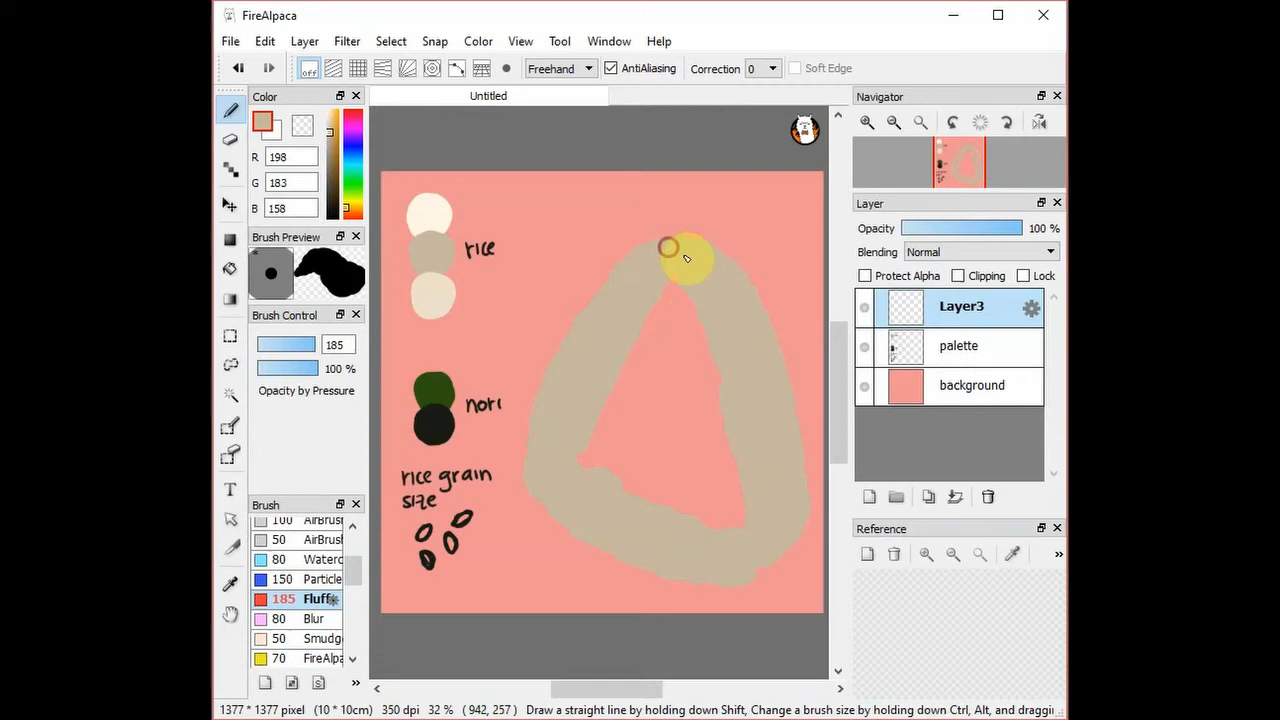 FireAlpaca
File Edit Layer Filter Select Snap Color View Tool Window Help
off Freehand AntiAliasing Correction 0 Soft Edge
Color
R 198
G 183
B 158
Brush Preview
Brush Control
185
100 %
Opacity by Pressure
Brush
100 AirBrus
50 AirBrus
80 Waterc
150 Particle
185 Fluff
80 Blur
50 Smudg
70 FireAlpa
Untitled
rice
nori
rice grain
size
Navigator
Layer
Opacity 100 %
Blending Normal
Protect Alpha Clipping Lock
Layer3
palette
background
Reference
1377 * 1377 pixel (10 * 10cm) 350 dpi 32 % ( 942, 257 ) Draw a straight line by holding down Shift, Change a brush size by holding down Ctrl, Alt, and draggi